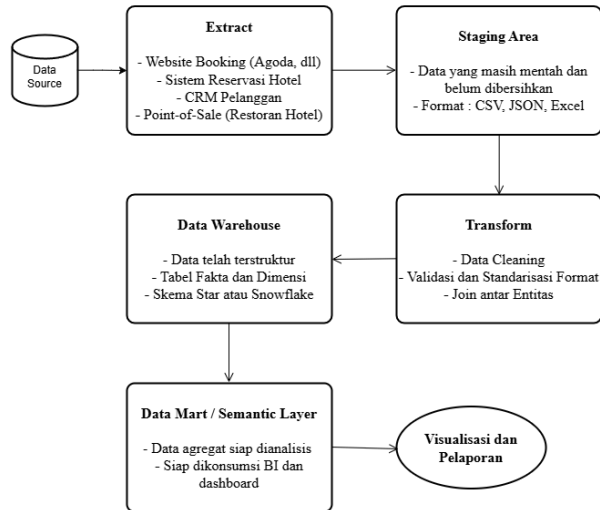 Data
Source
Extract
- Website Booking (Agoda, dll)
- Sistem Reservasi Hotel
- CRM Pelanggan
- Point-of-Sale (Restoran Hotel)
Staging Area
- Data yang masih mentah dan
belum dibersihkan
- Format : CSV, JSON, Excel
Transform
- Data Cleaning
- Validasi dan Standarisasi Format
- Join antar Entitas
Data Warehouse
- Data telah terstruktur
- Tabel Fakta dan Dimensi
- Skema Star atau Snowflake
Data Mart / Semantic Layer
- Data agregat siap dianalisis
- Siap dikonsumsi BI dan
dashboard
Visualisasi dan
Pelaporan